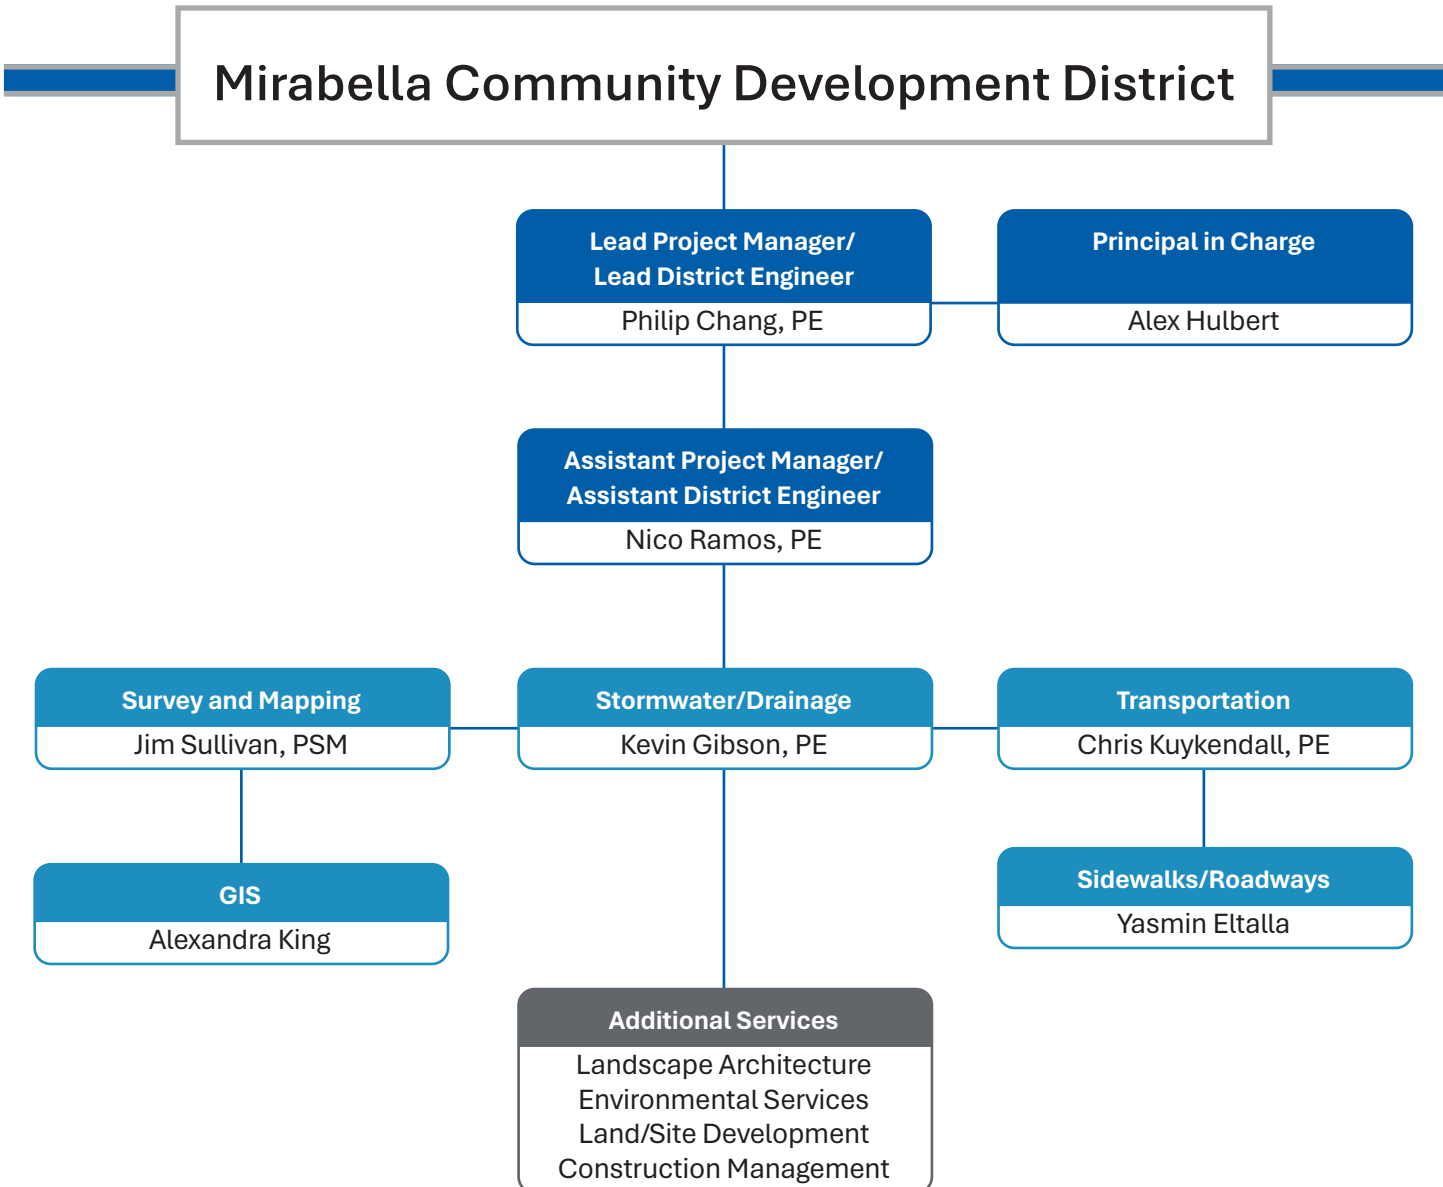 Mirabella Community Development District
Lead Project Manager/
Lead District Engineer
Philip Chang, PE
Principal in Charge
Alex Hulbert
Assistant Project Manager/
Assistant District Engineer
Nico Ramos, PE
Survey and Mapping
Jim Sullivan, PSM
Stormwater/Drainage
Kevin Gibson, PE
Transportation
Chris Kuykendall, PE
GIS
Alexandra King
Sidewalks/Roadways
Yasmin Eltalla
Additional Services
Landscape Architecture
Environmental Services
Land/Site Development
Construction Management